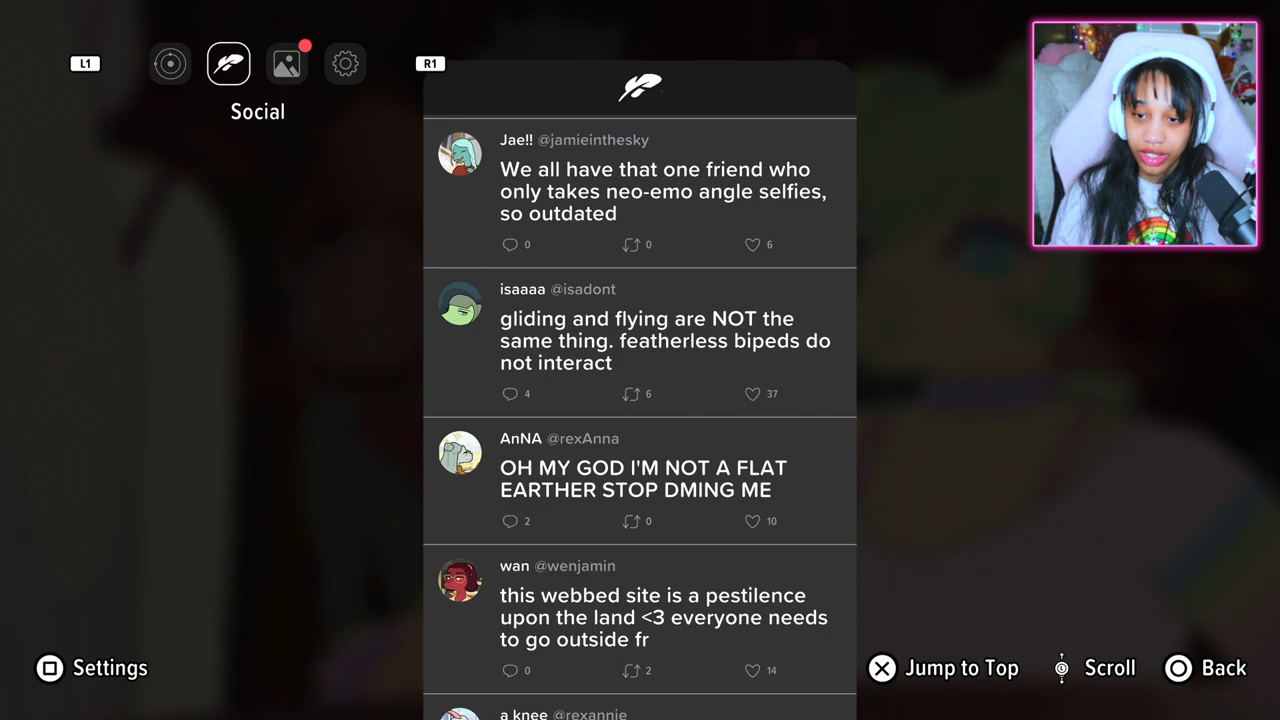 L1
R1
Social
Jae!! @jamieinthesky
We all have that one friend who
only takes neo-emo angle selfies,
so outdated
0 0 6
isaaaa @isadont
gliding and flying are NOT the
same thing. featherless bipeds do
not interact
4 6 37
AnNA @rexAnna
OH MY GOD I'M NOT A FLAT
EARTHER STOP DMING ME
2 0 10
wan @wenjamin
this webbed site is a pestilence
upon the land <3 everyone needs
to go outside fr
0 2 14
a knee @rexannie
Settings
Jump to Top
Scroll
Back